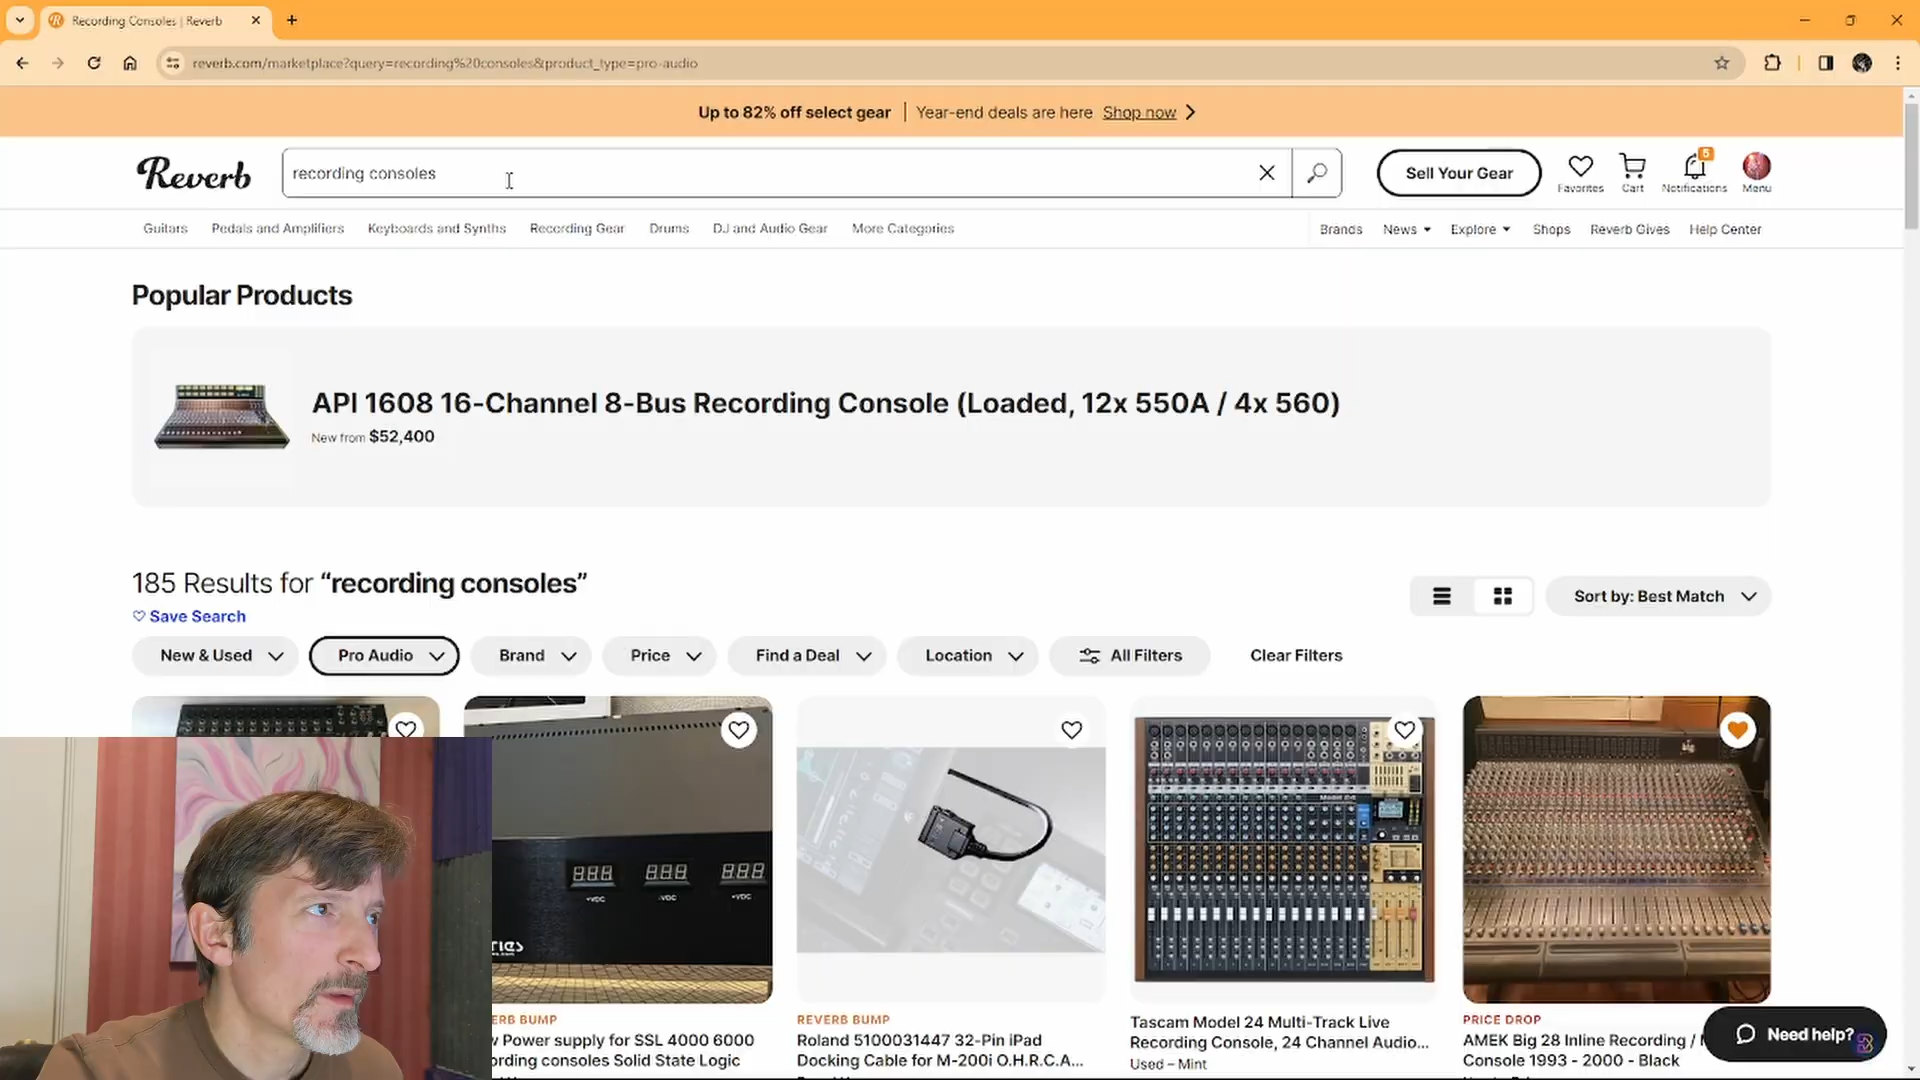 Recording Consoles | Reverb
reverb.com/marketplace?query=recording%20consoles&product_type=pro-audio
Up to 82% off select gear | Year-end deals are here Shop now
Reverb
recording consoles
Sell Your Gear
Favorites
Cart
5
Notifications
Menu
Guitars
Pedals and Amplifiers
Keyboards and Synths
Recording Gear
Drums
DJ and Audio Gear
More Categories
Brands
News
Explore
Shops
Reverb Gives
Help Center
Popular Products
API 1608 16-Channel 8-Bus Recording Console (Loaded, 12x 550A / 4x 560)
New from $52,400
185 Results for “recording consoles”
Save Search
Sort by: Best Match
New & Used
Pro Audio
Brand
Price
Find a Deal
Location
All Filters
Clear Filters
ERB BUMP
Power supply for SSL 4000 6000
ording consoles Solid State Logic
REVERB BUMP
Roland 5100031447 32-Pin iPad
Docking Cable for M-200i O.H.R.C.A...
Tascam Model 24 Multi-Track Live
Recording Console, 24 Channel Audio...
Used – Mint
PRICE DROP
AMEK Big 28 Inline Recording /
Console 1993 - 2000 - Black
Need help?